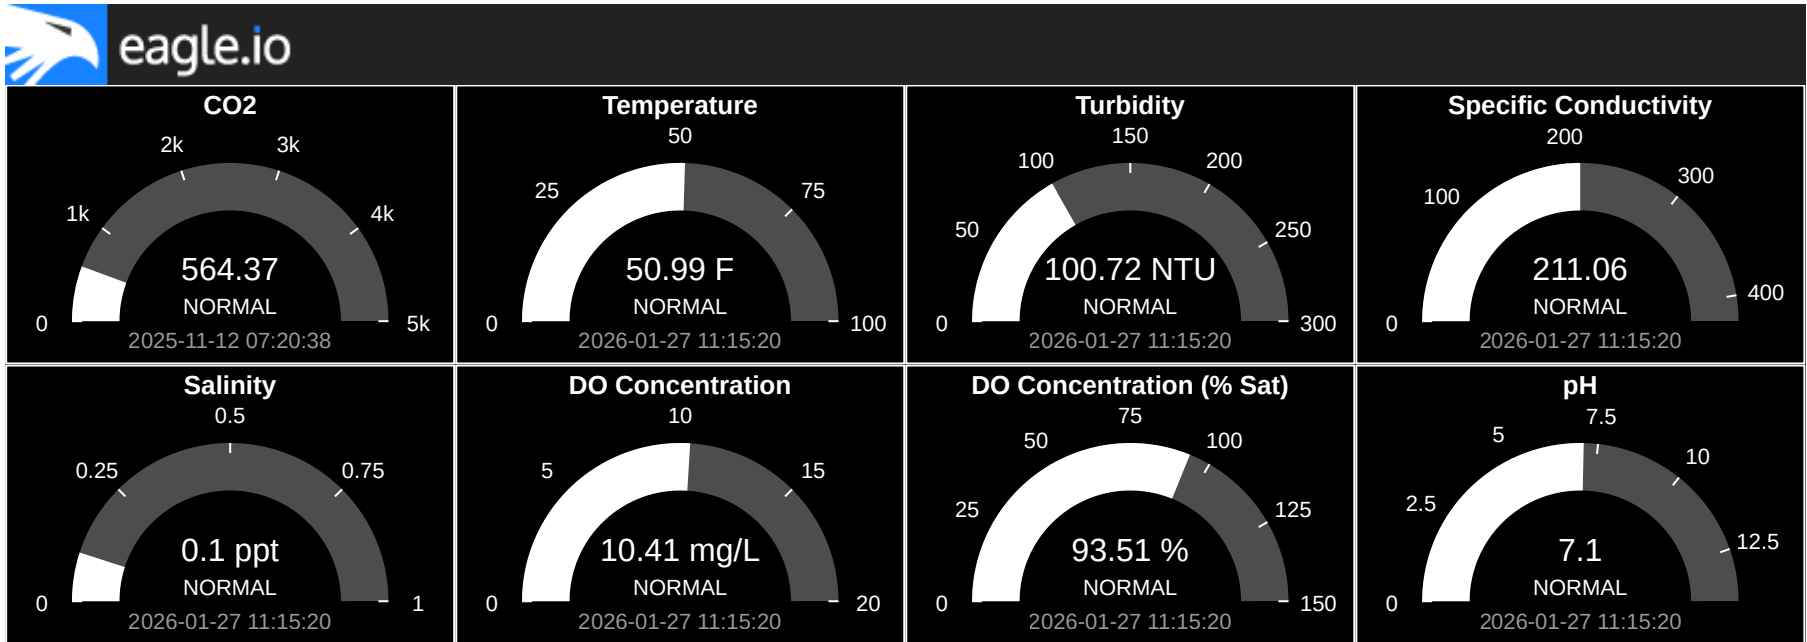 eagle.io
CO2
2k 3k
1k 4k
564.37
NORMAL
0 5k
2025-11-12 07:20:38
Temperature
50
25 75
50.99 F
NORMAL
0 100
2026-01-27 11:15:20
Turbidity
150
100 200
50 250
100.72 NTU
NORMAL
0 300
2026-01-27 11:15:20
Specific Conductivity
200
300
100
211.06
400
NORMAL
0
2026-01-27 11:15:20
Salinity
0.5
0.25 0.75
0.1 ppt
NORMAL
0 1
2026-01-27 11:15:20
DO Concentration
10
5 15
10.41 mg/L
NORMAL
0 20
2026-01-27 11:15:20
DO Concentration (% Sat)
75
50 100
25 125
93.51 %
NORMAL
0 150
2026-01-27 11:15:20
pH
7.5
5
10
2.5
12.5
7.1
NORMAL
0
2026-01-27 11:15:20